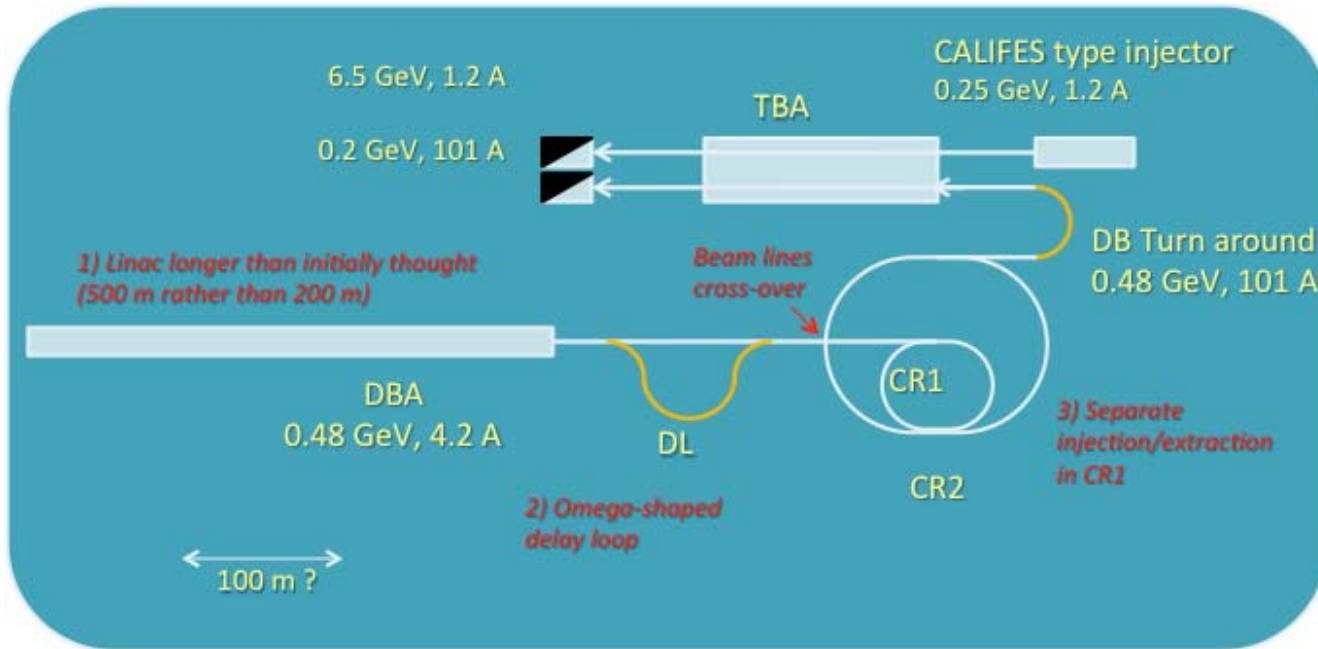 CALIFES type injector
0.25 GeV, 1.2 A
6.5 GeV, 1.2 A
TBA
0.2 GeV, 101 A
DB Turn around
0.48 GeV, 101 A
1) Linac longer than initially thought
(500 m rather than 200 m)
Beam lines
cross-over
DBA
0.48 GeV, 4.2 A
DL
CR1
CR2
3) Separate
injection/extraction
in CR1
2) Omega-shaped
delay loop
100 m ?